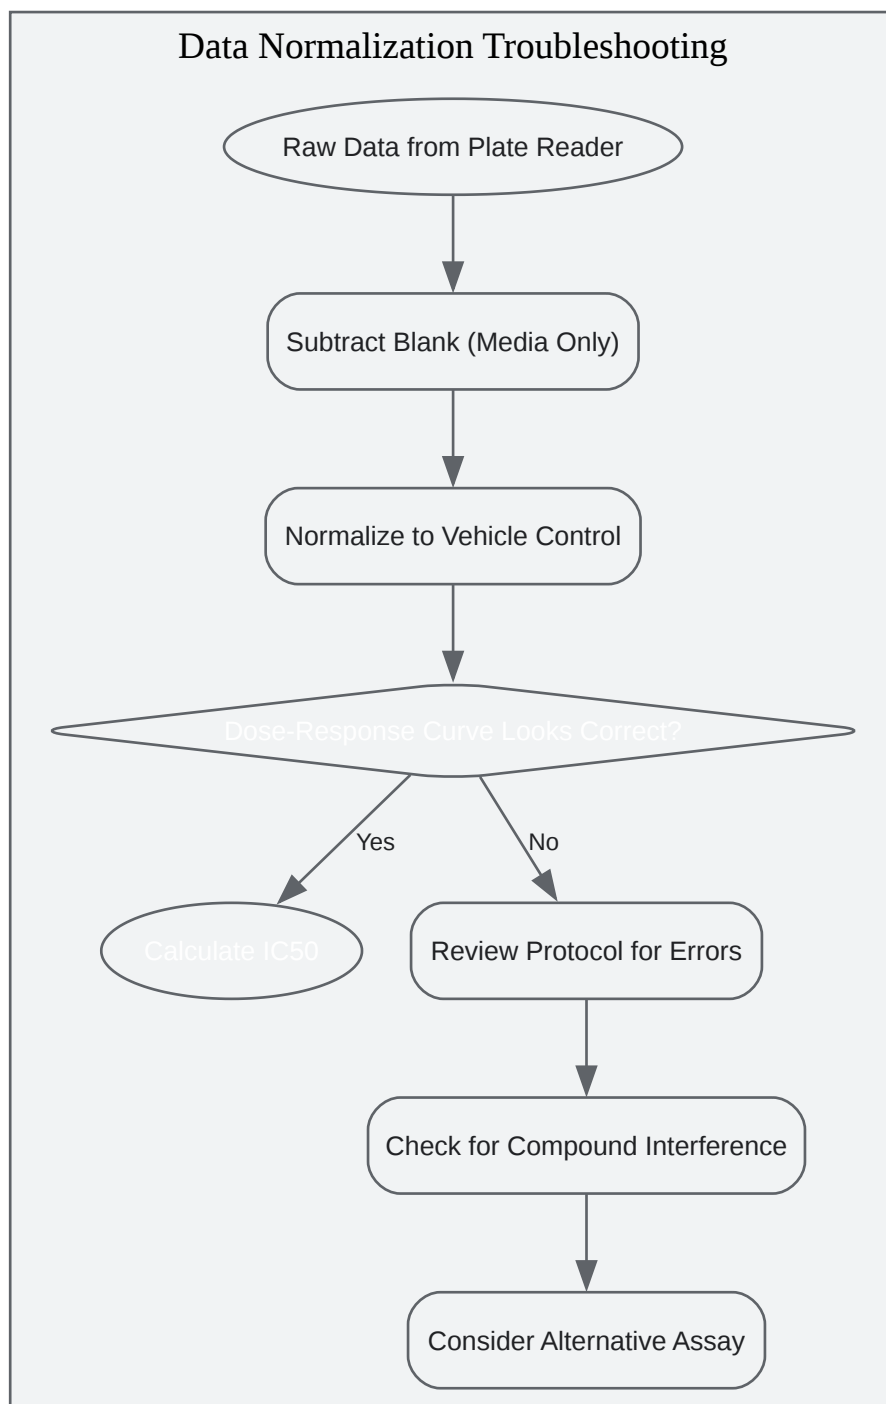 Data Normalization Troubleshooting
Raw Data from Plate Reader
Subtract Blank (Media Only)
Normalize to Vehicle Control
Dose-Response Curve Looks Correct?
Yes
No
Calculate IC50
Review Protocol for Errors
Check for Compound Interference
Consider Alternative Assay